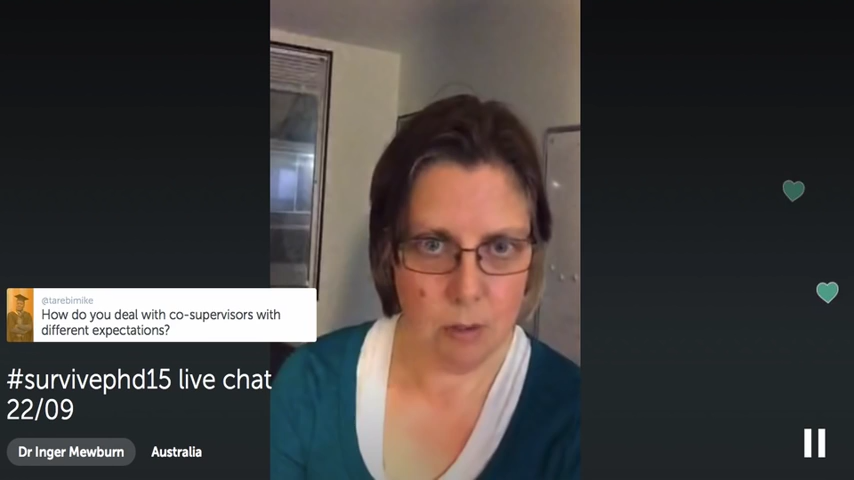 @tarebimike
How do you deal with co-supervisors with
different expectations?
#survivephd15 live chat
22/09
Dr Inger Mewburn
Australia